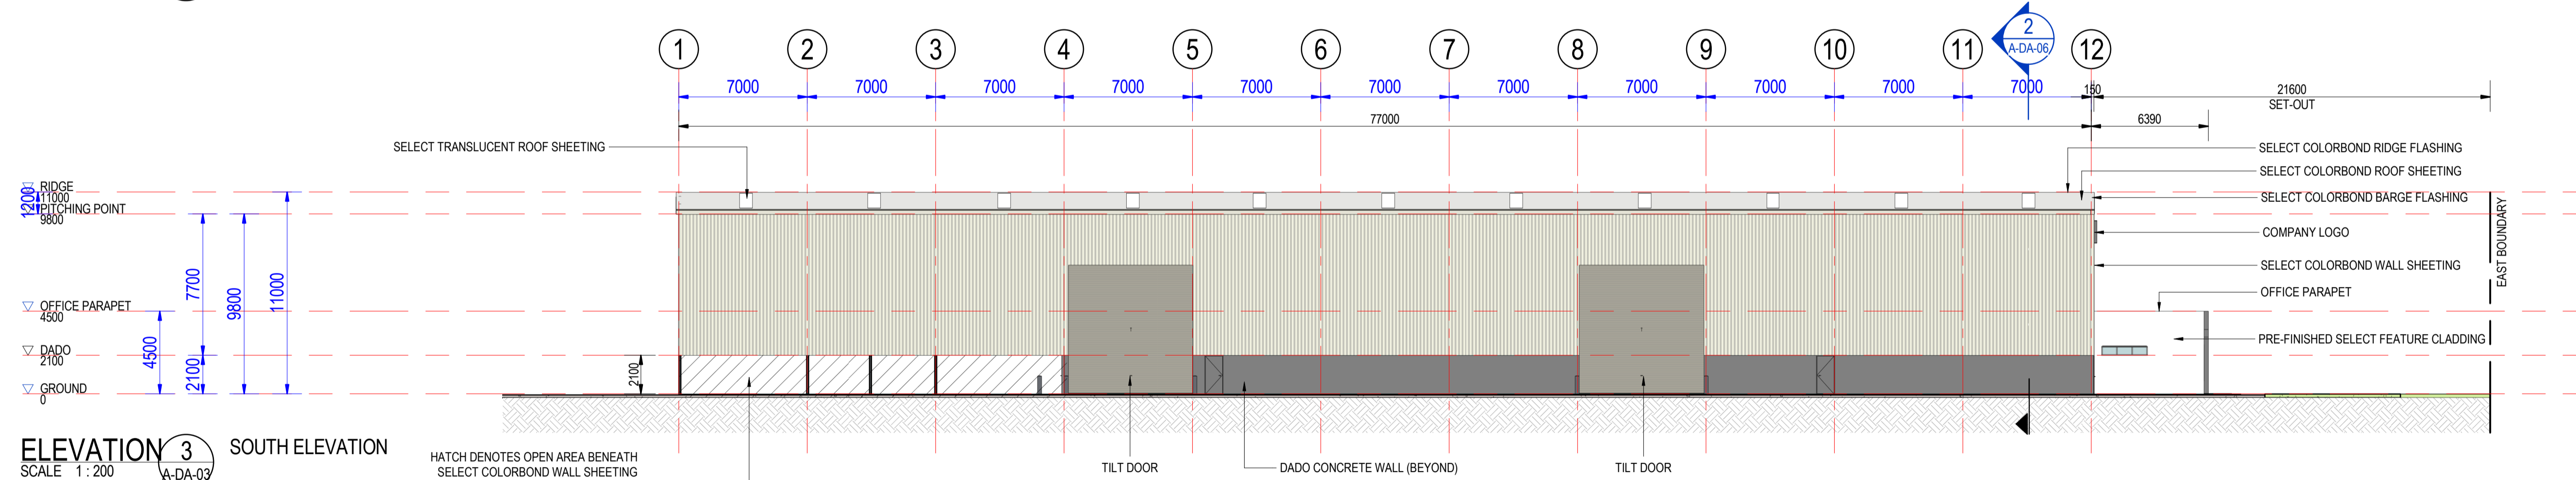 1 2 3 4 5 6 7 8 9 10 11 12
2
A-DA-06
7000 7000 7000 7000 7000 7000 7000 7000 7000 7000 7000 150 21600
SET-OUT
77000 6390
SELECT TRANSLUCENT ROOF SHEETING
SELECT COLORBOND RIDGE FLASHING
SELECT COLORBOND ROOF SHEETING
SELECT COLORBOND BARGE FLASHING
COMPANY LOGO
SELECT COLORBOND WALL SHEETING
OFFICE PARAPET
PRE-FINISHED SELECT FEATURE CLADDING
EAST BOUNDARY
RIDGE
11000
1200
PITCHING POINT
9800
OFFICE PARAPET
4500
DADO
2100
GROUND
0
4500
7700
2100
9800
11000
2100
ELEVATION 3 SOUTH ELEVATION
SCALE 1 : 200 A-DA-03
HATCH DENOTES OPEN AREA BENEATH
SELECT COLORBOND WALL SHEETING
TILT DOOR
DADO CONCRETE WALL (BEYOND)
TILT DOOR